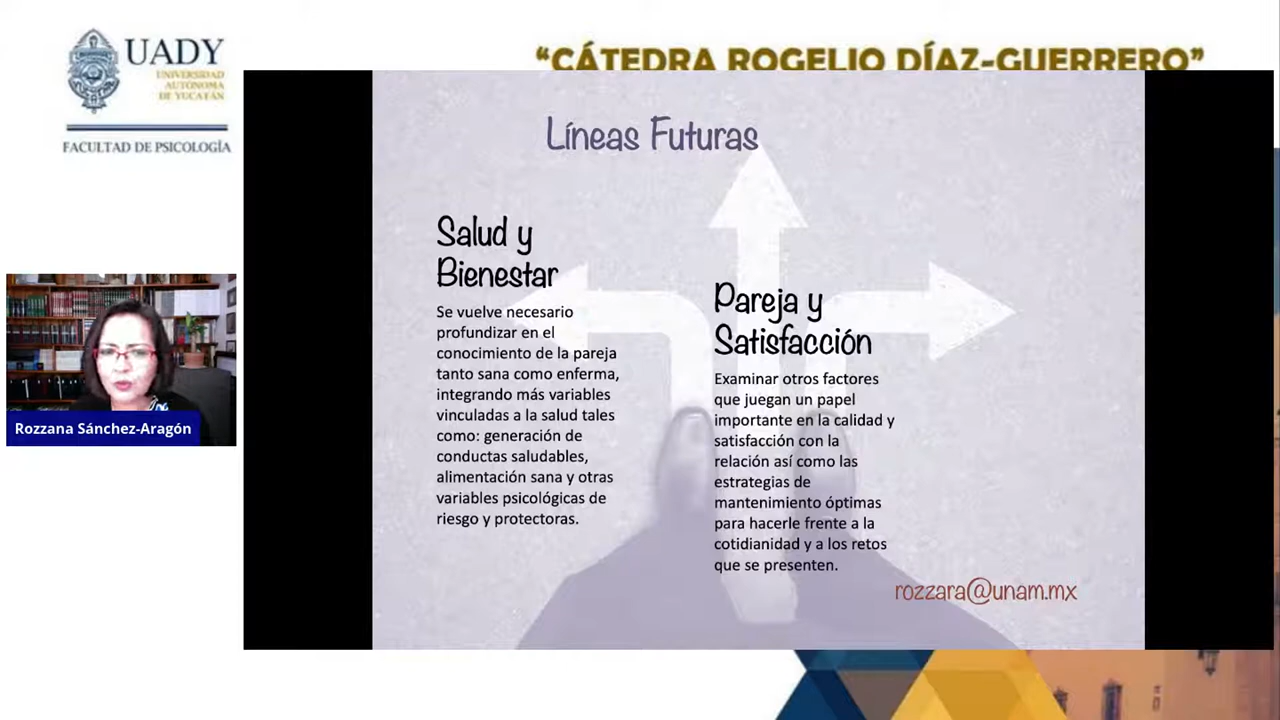 UADY
UNIVERSIDAD
AUTÓNOMA
DE YUCATÁN
FACULTAD DE PSICOLOGÍA
“CÁTEDRA ROGELIO DÍAZ-GUERRERO”
Líneas Futuras
Salud y
Bienestar
Se vuelve necesario
profundizar en el
conocimiento de la pareja
tanto sana como enferma,
integrando más variables
vinculadas a la salud tales
como: generación de
conductas saludables,
alimentación sana y otras
variables psicológicas de
riesgo y protectoras.
Pareja y
Satisfacción
Examinar otros factores
que juegan un papel
importante en la calidad y
satisfacción con la
relación así como las
estrategias de
mantenimiento óptimas
para hacerle frente a la
cotidianidad y a los retos
que se presenten.
rozzara@unam.mx
Rozzana Sánchez-Aragón